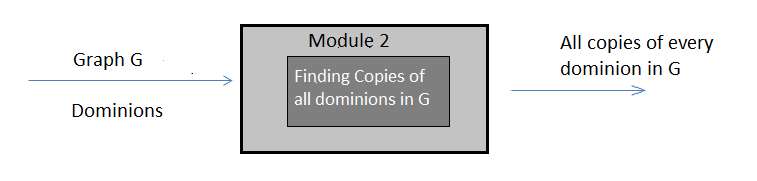 Graph G
Dominions
Module 2
Finding Copies of
all dominions in G
All copies of every
dominion in G